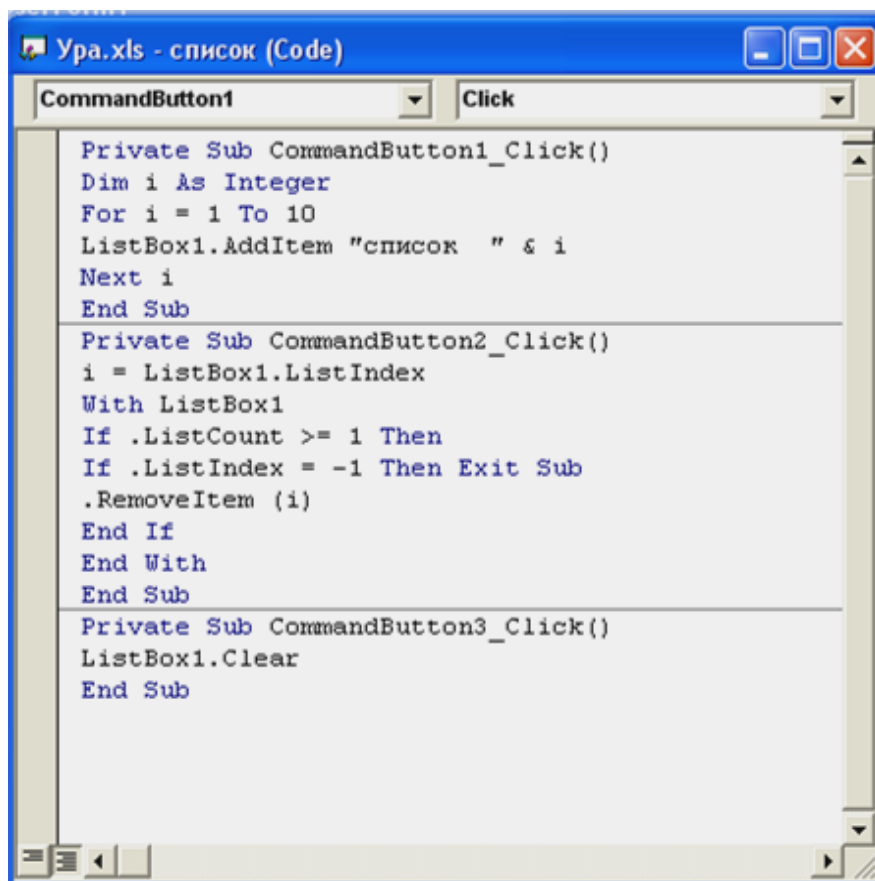 Ура.xls - список (Code)
CommandButton1 Click
Private Sub CommandButton1_Click()
Dim i As Integer
For i = 1 To 10
ListBox1.AddItem "список  " & i
Next i
End Sub
Private Sub CommandButton2_Click()
i = ListBox1.ListIndex
With ListBox1
If .ListCount >= 1 Then
If .ListIndex = -1 Then Exit Sub
.RemoveItem (i)
End If
End With
End Sub
Private Sub CommandButton3_Click()
ListBox1.Clear
End Sub